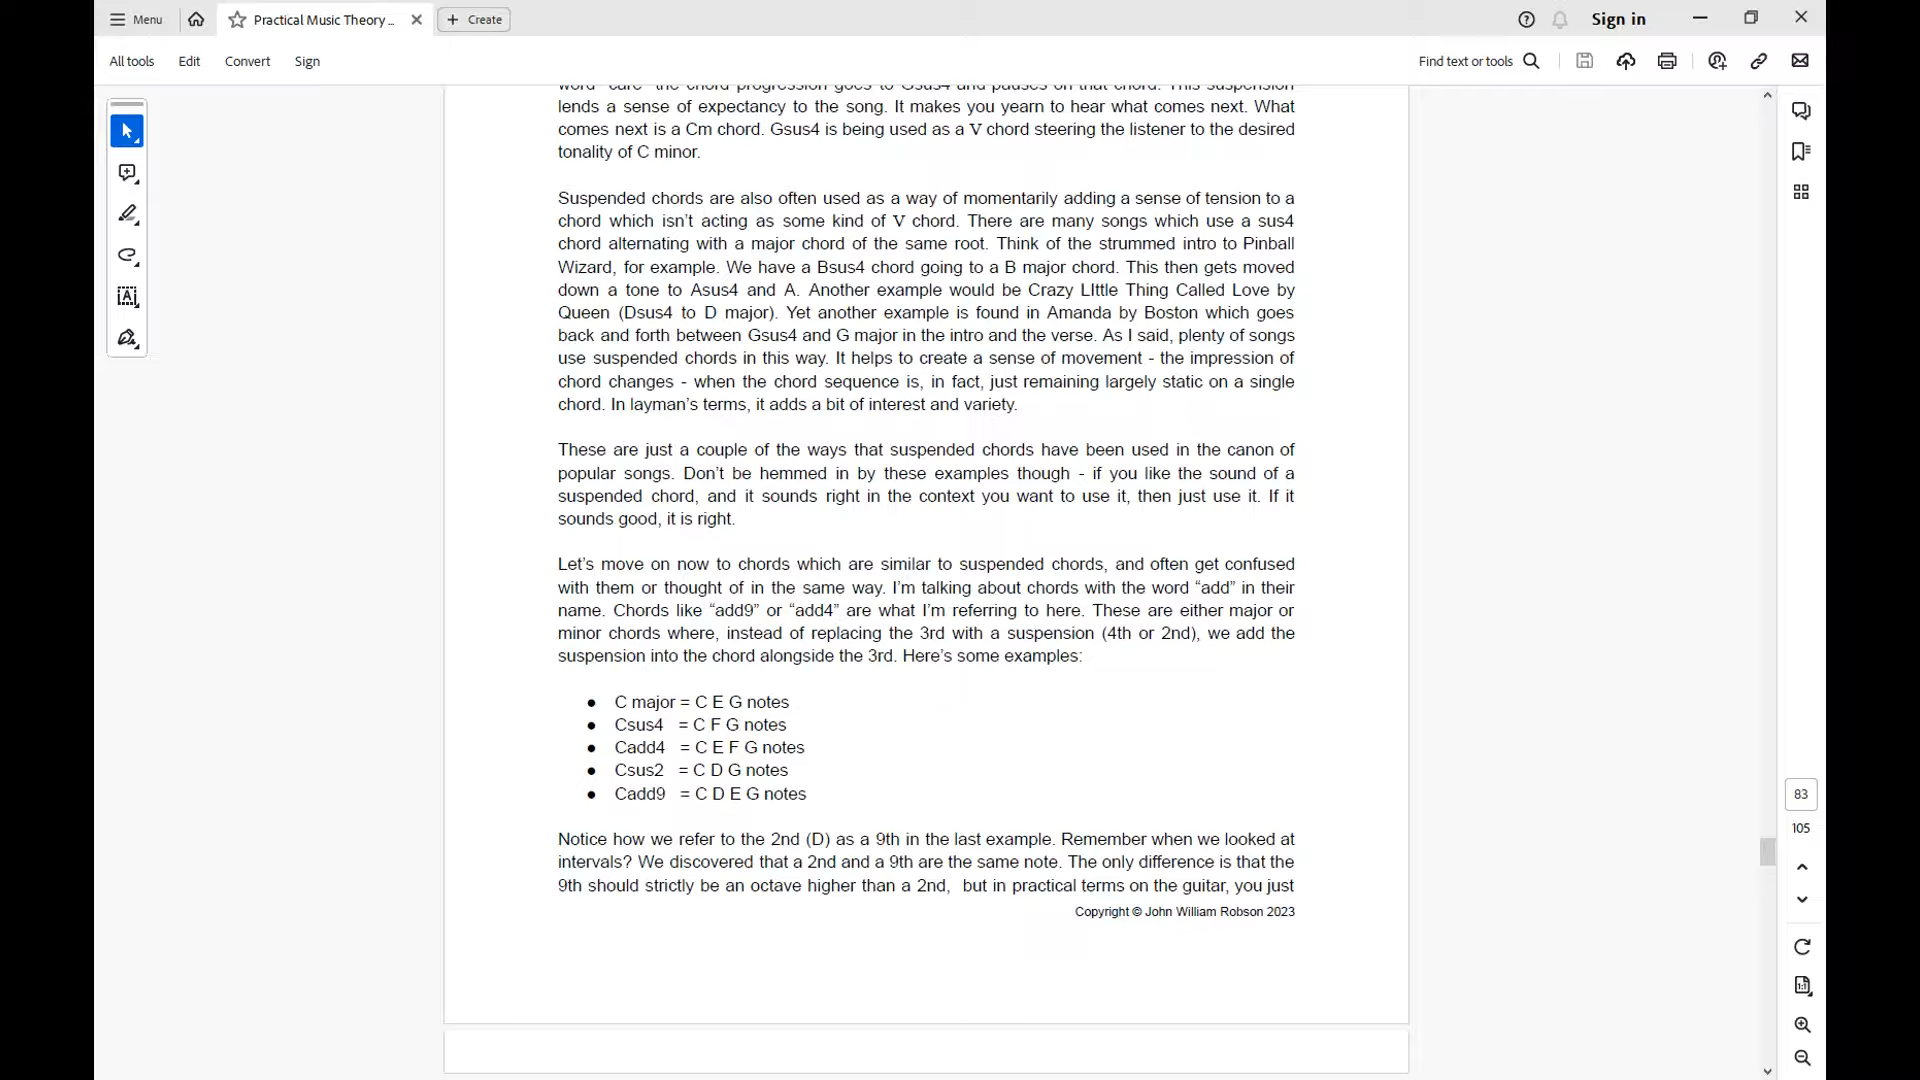 Menu
Practical Music Theory ...
Create
Sign in
All tools
Edit
Convert
Sign
Find text or tools
word "care" the chord progression goes to Gsus4 and pauses on that chord. This suspension
lends a sense of expectancy to the song. It makes you yearn to hear what comes next. What
comes next is a Cm chord. Gsus4 is being used as a V chord steering the listener to the desired
tonality of C minor.
Suspended chords are also often used as a way of momentarily adding a sense of tension to a
chord which isn't acting as some kind of V chord. There are many songs which use a sus4
chord alternating with a major chord of the same root. Think of the strummed intro to Pinball
Wizard, for example. We have a Bsus4 chord going to a B major chord. This then gets moved
down a tone to Asus4 and A. Another example would be Crazy LIttle Thing Called Love by
Queen (Dsus4 to D major). Yet another example is found in Amanda by Boston which goes
back and forth between Gsus4 and G major in the intro and the verse. As I said, plenty of songs
use suspended chords in this way. It helps to create a sense of movement - the impression of
chord changes - when the chord sequence is, in fact, just remaining largely static on a single
chord. In layman's terms, it adds a bit of interest and variety.
These are just a couple of the ways that suspended chords have been used in the canon of
popular songs. Don't be hemmed in by these examples though - if you like the sound of a
suspended chord, and it sounds right in the context you want to use it, then just use it. If it
sounds good, it is right.
Let's move on now to chords which are similar to suspended chords, and often get confused
with them or thought of in the same way. I'm talking about chords with the word “add” in their
name. Chords like “add9” or “add4” are what I'm referring to here. These are either major or
minor chords where, instead of replacing the 3rd with a suspension (4th or 2nd), we add the
suspension into the chord alongside the 3rd. Here's some examples:
● C major = C E G notes
● Csus4 = C F G notes
● Cadd4 = C E F G notes
● Csus2 = C D G notes
● Cadd9 = C D E G notes
Notice how we refer to the 2nd (D) as a 9th in the last example. Remember when we looked at
intervals? We discovered that a 2nd and a 9th are the same note. The only difference is that the
9th should strictly be an octave higher than a 2nd, but in practical terms on the guitar, you just
Copyright © John William Robson 2023
83
105